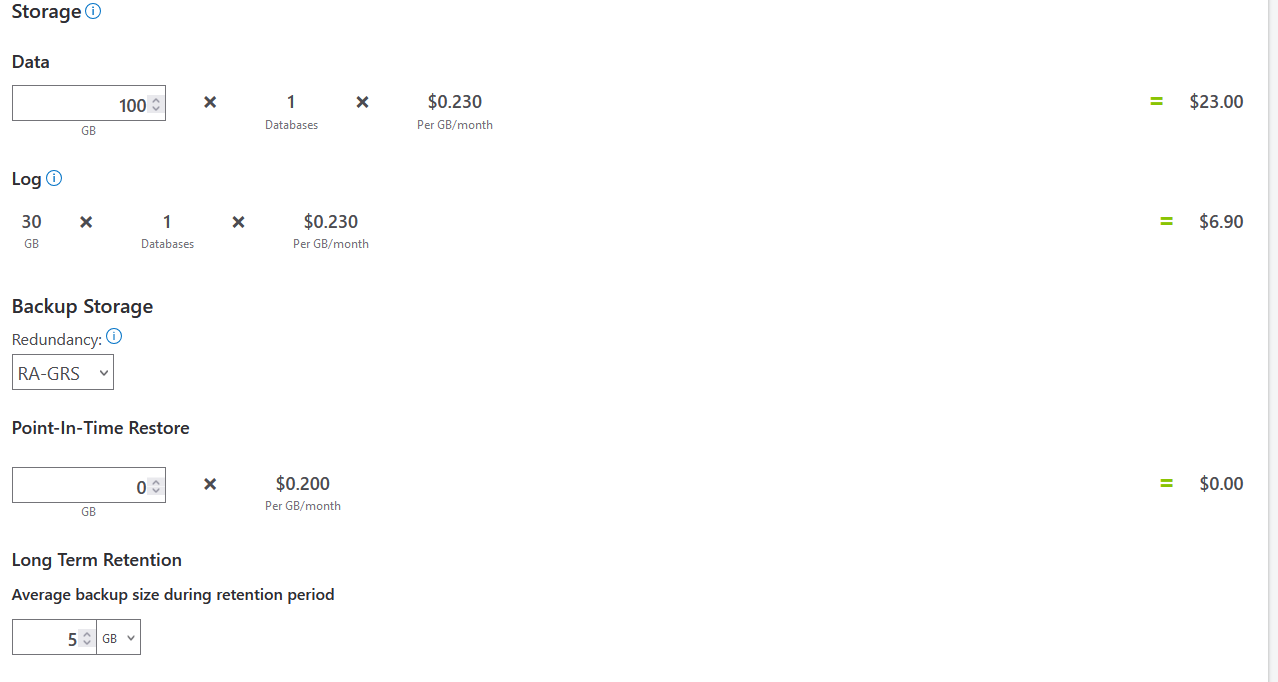 Storage
Data
100 × 1 × $0.230 = $23.00
GB Databases Per GB/month
Log
30 × 1 × $0.230 = $6.90
GB Databases Per GB/month
Backup Storage
Redundancy:
RA-GRS
Point-In-Time Restore
0 × $0.200 = $0.00
GB Per GB/month
Long Term Retention
Average backup size during retention period
5 GB